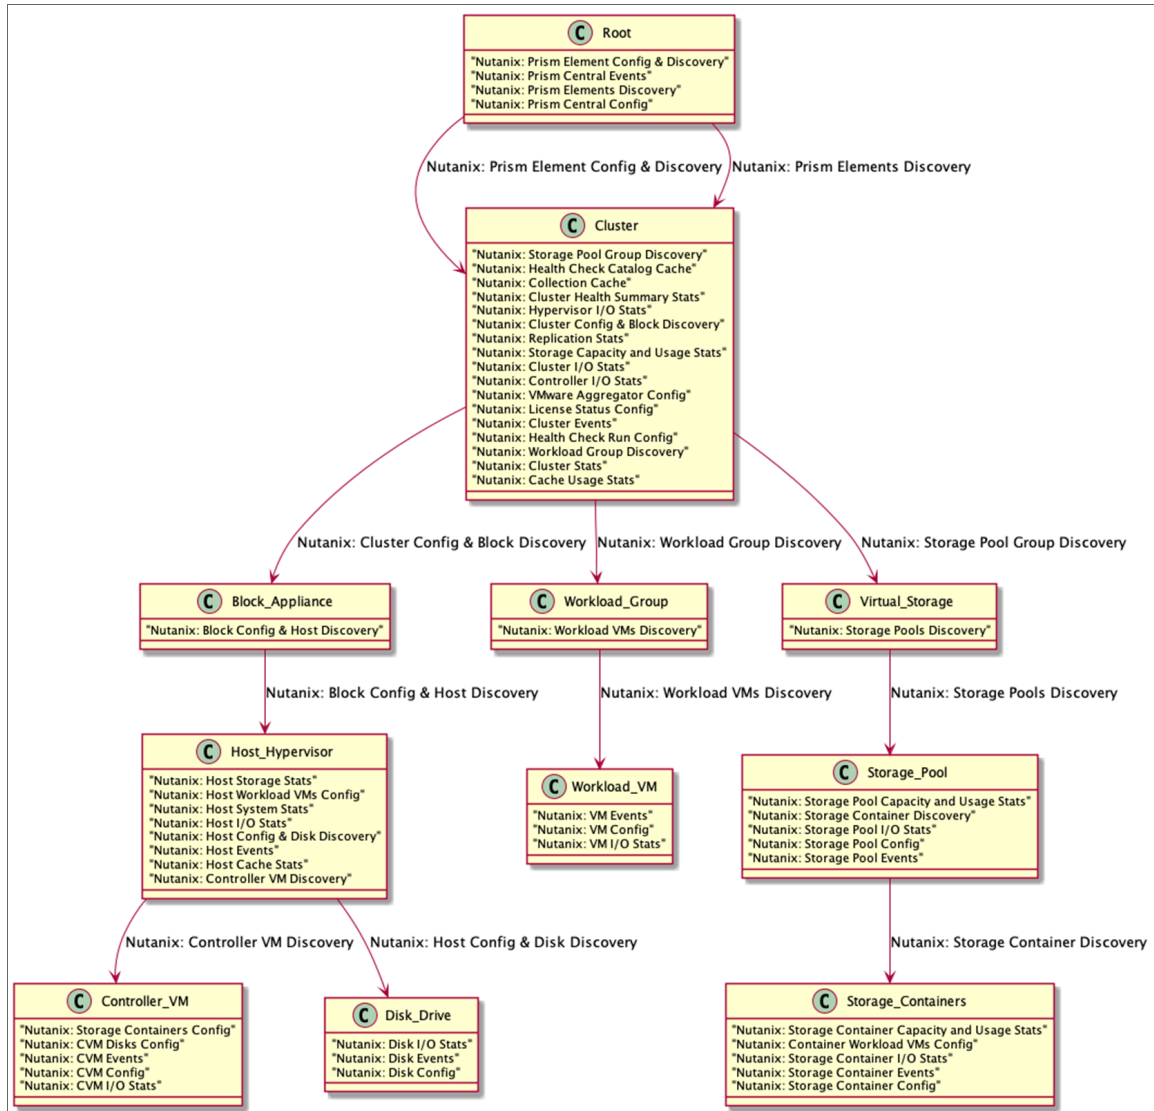 C Root
"Nutanix: Prism Element Config & Discovery"
"Nutanix: Prism Central Events"
"Nutanix: Prism Elements Discovery"
"Nutanix: Prism Central Config"
Nutanix: Prism Element Config & Discovery
Nutanix: Prism Elements Discovery
C Cluster
"Nutanix: Storage Pool Group Discovery"
"Nutanix: Health Check Catalog Cache"
"Nutanix: Collection Cache"
"Nutanix: Cluster Health Summary Stats"
"Nutanix: Hypervisor I/O Stats"
"Nutanix: Cluster Config & Block Discovery"
"Nutanix: Replication Stats"
"Nutanix: Storage Capacity and Usage Stats"
"Nutanix: Cluster I/O Stats"
"Nutanix: Controller I/O Stats"
"Nutanix: VMware Aggregator Config"
"Nutanix: License Status Config"
"Nutanix: Cluster Events"
"Nutanix: Health Check Run Config"
"Nutanix: Workload Group Discovery"
"Nutanix: Cluster Stats"
"Nutanix: Cache Usage Stats"
Nutanix: Cluster Config & Block Discovery
Nutanix: Workload Group Discovery
Nutanix: Storage Pool Group Discovery
C Block_Appliance
"Nutanix: Block Config & Host Discovery"
C Workload_Group
"Nutanix: Workload VMs Discovery"
C Virtual_Storage
"Nutanix: Storage Pools Discovery"
Nutanix: Block Config & Host Discovery
Nutanix: Workload VMs Discovery
Nutanix: Storage Pools Discovery
C Host_Hypervisor
"Nutanix: Host Storage Stats"
"Nutanix: Host Workload VMs Config"
"Nutanix: Host System Stats"
"Nutanix: Host I/O Stats"
"Nutanix: Host Config & Disk Discovery"
"Nutanix: Host Events"
"Nutanix: Host Cache Stats"
"Nutanix: Controller VM Discovery"
C Workload_VM
"Nutanix: VM Events"
"Nutanix: VM Config"
"Nutanix: VM I/O Stats"
C Storage_Pool
"Nutanix: Storage Pool Capacity and Usage Stats"
"Nutanix: Storage Container Discovery"
"Nutanix: Storage Pool I/O Stats"
"Nutanix: Storage Pool Config"
"Nutanix: Storage Pool Events"
Nutanix: Controller VM Discovery
Nutanix: Host Config & Disk Discovery
Nutanix: Storage Container Discovery
C Controller_VM
"Nutanix: Storage Containers Config"
"Nutanix: CVM Disks Config"
"Nutanix: CVM Events"
"Nutanix: CVM Config"
"Nutanix: CVM I/O Stats"
C Disk_Drive
"Nutanix: Disk I/O Stats"
"Nutanix: Disk Events"
"Nutanix: Disk Config"
C Storage_Containers
"Nutanix: Storage Container Capacity and Usage Stats"
"Nutanix: Container Workload VMs Config"
"Nutanix: Storage Container I/O Stats"
"Nutanix: Storage Container Events"
"Nutanix: Storage Container Config"